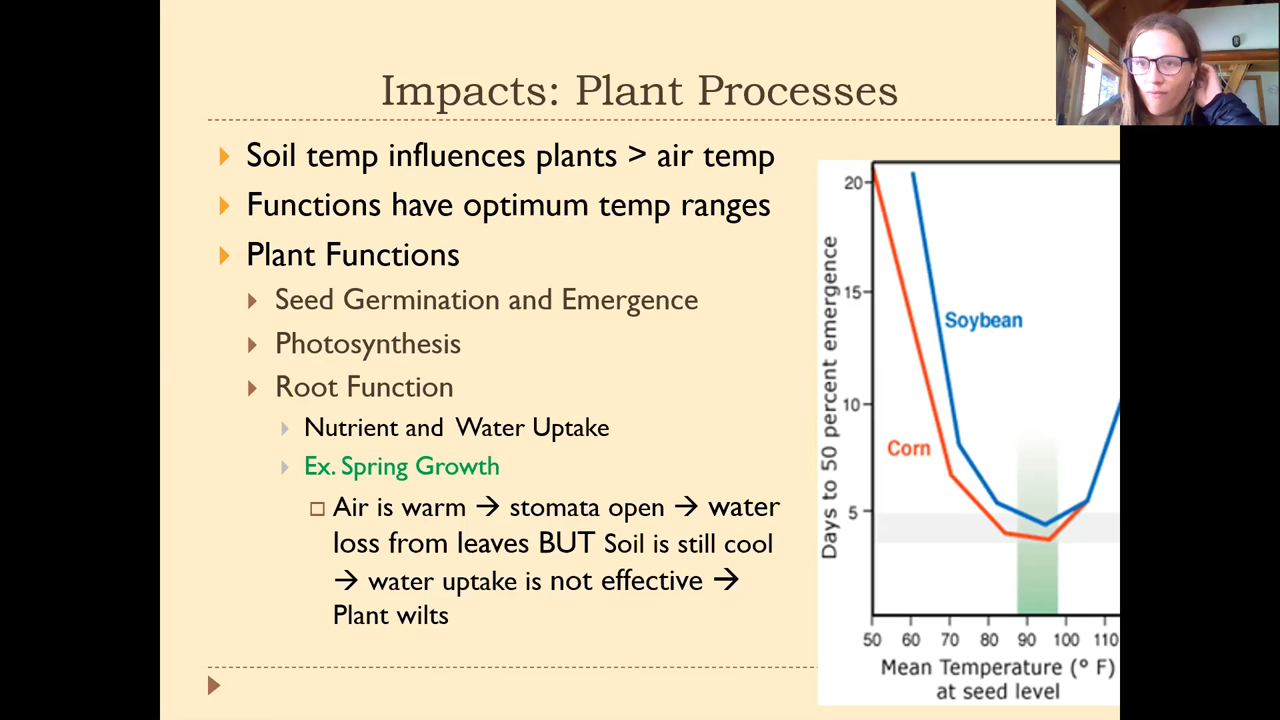 Impacts: Plant Processes
Soil temp influences plants > air temp
Functions have optimum temp ranges
Plant Functions
Seed Germination and Emergence
Photosynthesis
Root Function
Nutrient and Water Uptake
Ex. Spring Growth
Air is warm → stomata open → water
loss from leaves BUT Soil is still cool
→ water uptake is not effective →
Plant wilts
Days to 50 percent emergence
20
15
10
5
Soybean
Corn
50 60 70 80 90 100 110
Mean Temperature (° F)
at seed level